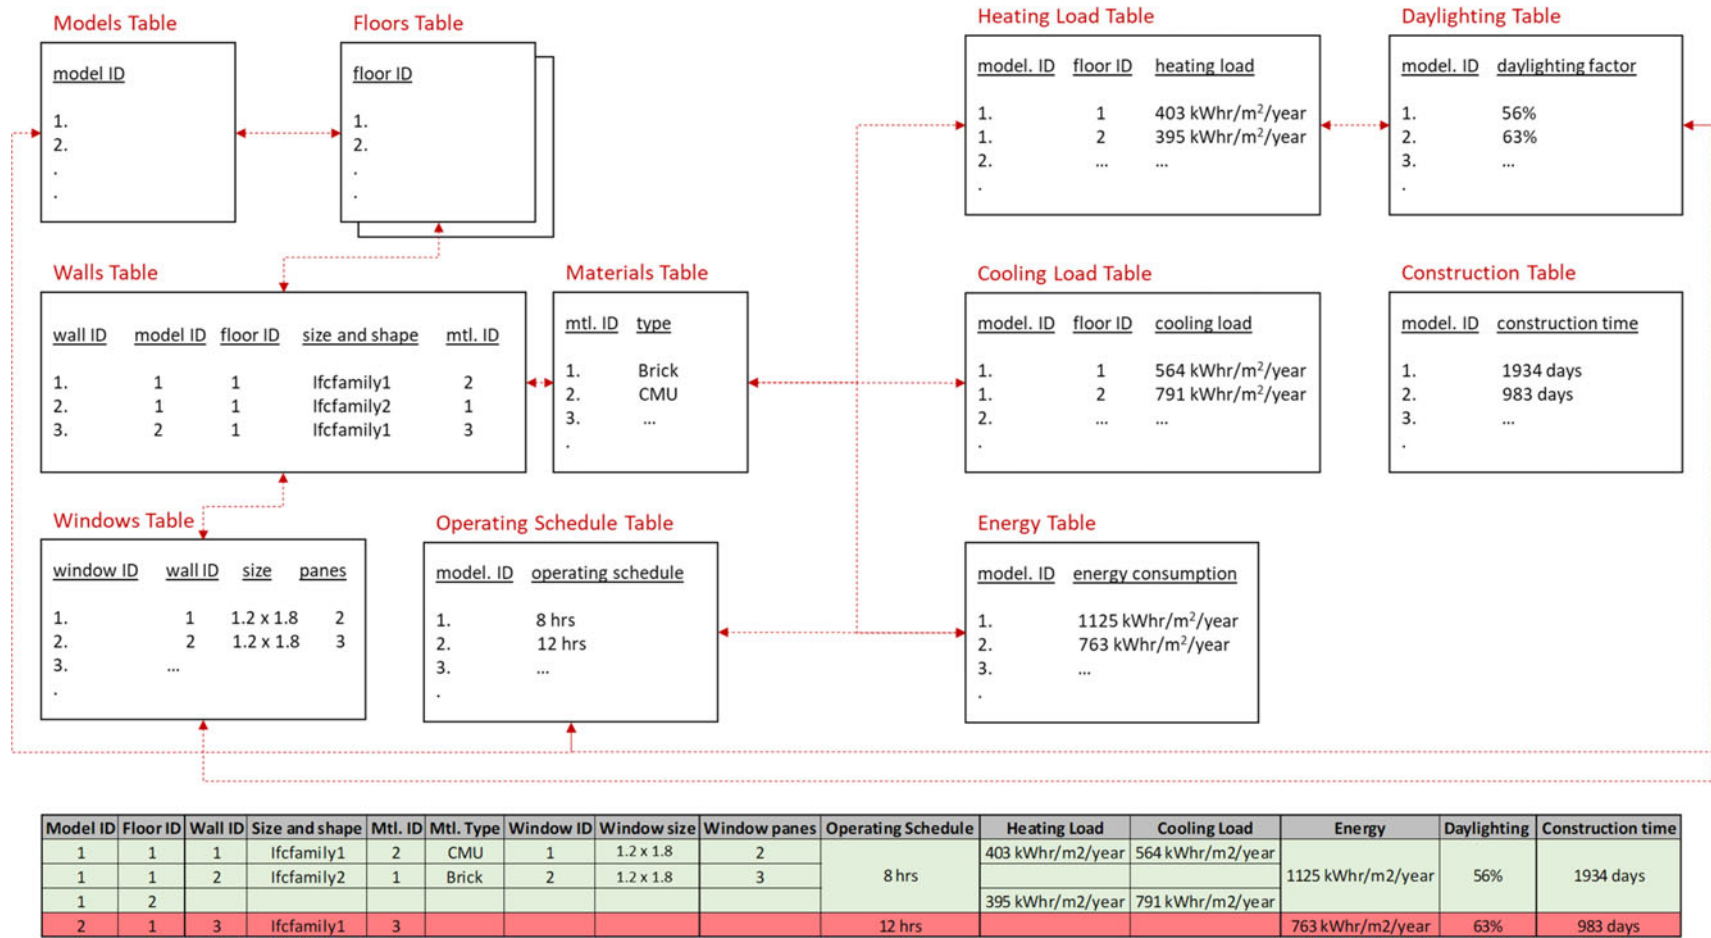 Models Table
model ID
1.
2.
.
.
Floors Table
floor ID
1.
2.
.
.
Heating Load Table
model. ID floor ID heating load
1. 1 403 kWhr/m²/year
1. 2 395 kWhr/m²/year
2. ... ...
.
Daylighting Table
model. ID daylighting factor
1. 56%
2. 63%
3. ...
.
Walls Table
wall ID model ID floor ID size and shape mtl. ID
1. 1 1 Ifcfamily1 2
2. 1 1 Ifcfamily2 1
3. 2 1 Ifcfamily1 3
Materials Table
mtl. ID type
1. Brick
2. CMU
3. ...
.
Cooling Load Table
model. ID floor ID cooling load
1. 1 564 kWhr/m²/year
1. 2 791 kWhr/m²/year
2. ... ...
.
Construction Table
model. ID construction time
1. 1934 days
2. 983 days
3. ...
.
Windows Table
window ID wall ID size panes
1. 1 1.2 x 1.8 2
2. 2 1.2 x 1.8 3
3. ...
.
Operating Schedule Table
model. ID operating schedule
1. 8 hrs
2. 12 hrs
3. ...
.
Energy Table
model. ID energy consumption
1. 1125 kWhr/m²/year
2. 763 kWhr/m²/year
3. ...
.
Model ID Floor ID Wall ID Size and shape Mtl. ID Mtl. Type Window ID Window size Window panes Operating Schedule Heating Load Cooling Load Energy Daylighting Construction time
1 1 1 Ifcfamily1 2 CMU 1 1.2 x 1.8 2 403 kWhr/m2/year 564 kWhr/m2/year
1 1 2 Ifcfamily2 1 Brick 2 1.2 x 1.8 3 8 hrs 1125 kWhr/m2/year 56% 1934 days
1 2 395 kWhr/m2/year 791 kWhr/m2/year
2 1 3 Ifcfamily1 3 12 hrs 763 kWhr/m2/year 63% 983 days